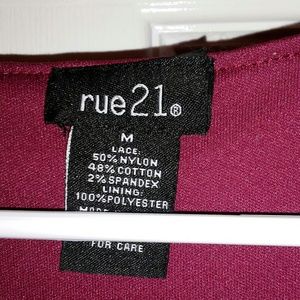 rue21®
M
LACE:
50% NYLON
48% COTTON
2% SPANDEX
LINING:
100% POLYESTER
FOR CARE